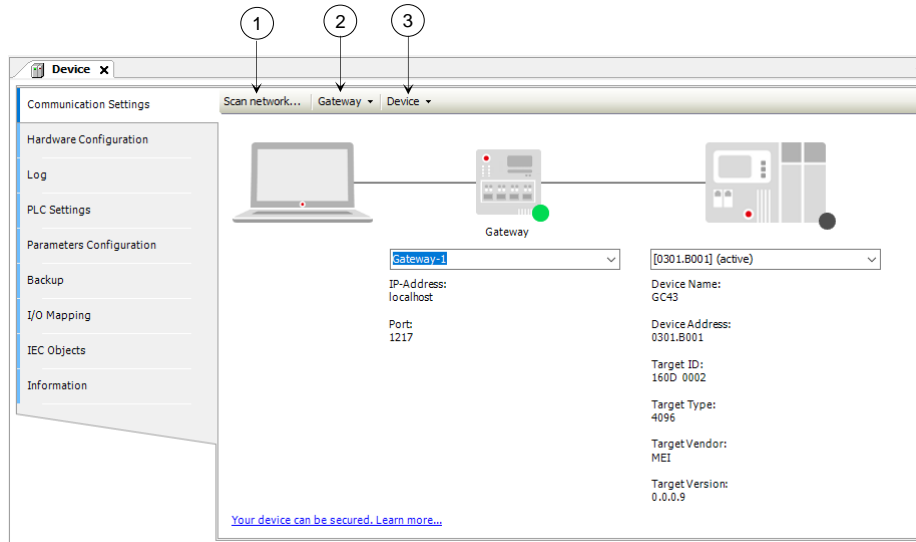 1 2 3
Device x
Communication Settings
Scan network... Gateway Device
Hardware Configuration
Log
PLC Settings
Parameters Configuration
Backup
I/O Mapping
IEC Objects
Information
Gateway
Gateway-1
IP-Address:
localhost
Port:
1217
[0301.B001] (active)
Device Name:
GC43
Device Address:
0301.B001
Target ID:
160D 0002
Target Type:
4096
Target Vendor:
MEI
Target Version:
0.0.0.9
Your device can be secured. Learn more...